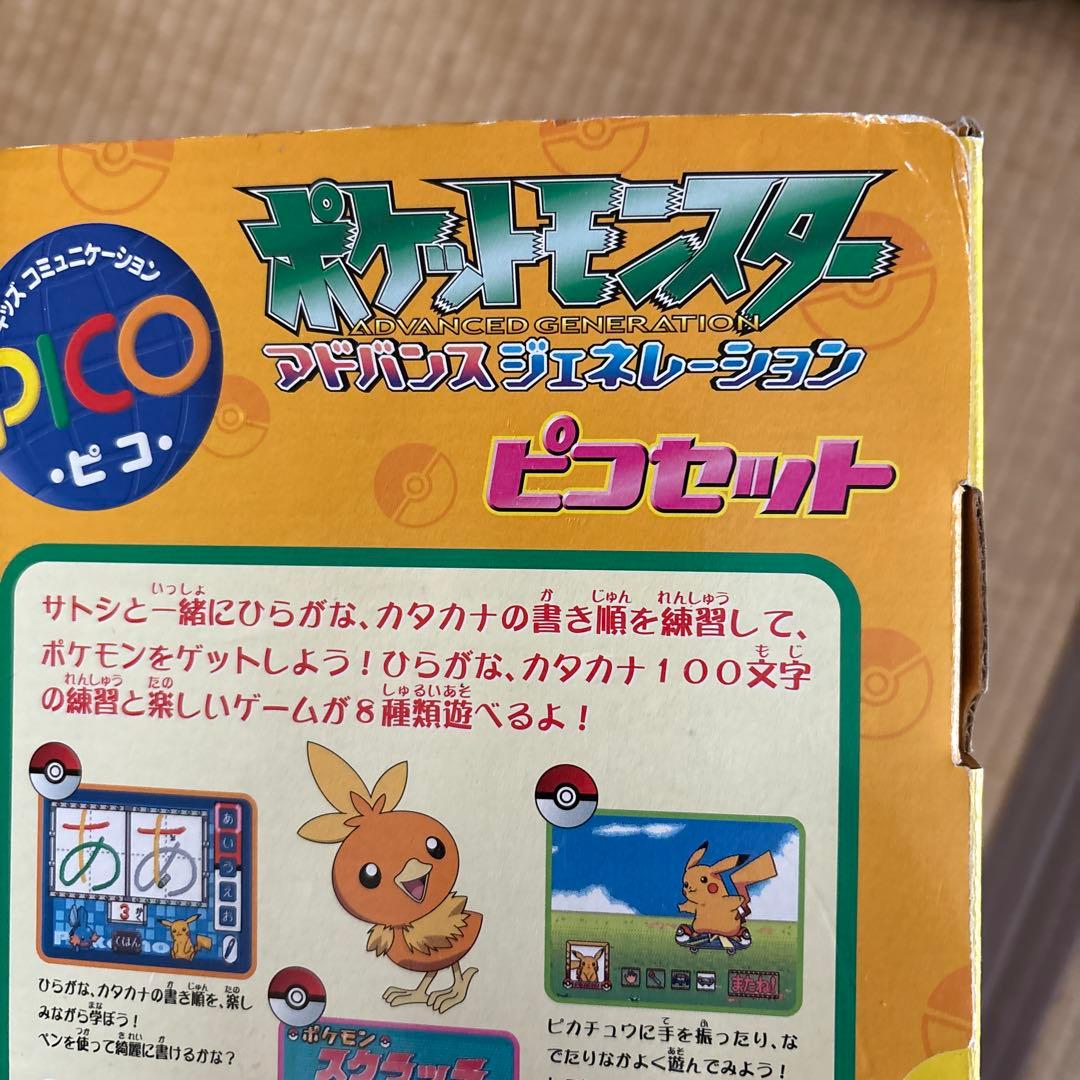 ポケットモンスター
ADVANCED GENERATION
アドバンスジェネレーション
キッズ コミュニケーション
PICO
・ピコ・
ピコセット
サトシと一緒にひらがな、カタカナの書き順を練習して、
ポケモンをゲットしよう！ひらがな、カタカナ１００文字
の練習と楽しいゲームが８種類遊べるよ！
あ あ
あ
い
う
え
お
3かく
てほん
ひらがな、カタカナの書き順を、楽し
みながら学ぼう！
ペンを使って綺麗に書けるかな？
ポケモン
スクラッチ
またね！
ピカチュウに手を振ったり、な
でたりなかよく遊んでみよう！